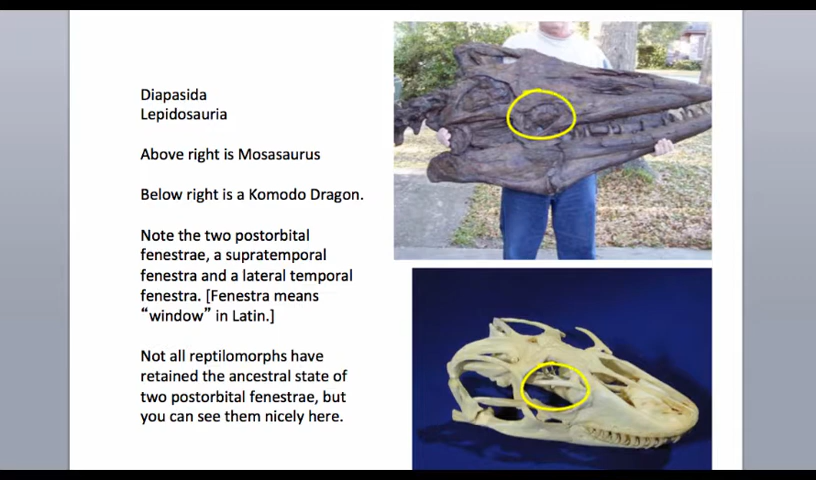 Diapasida
Lepidosauria
Above right is Mosasaurus
Below right is a Komodo Dragon.
Note the two postorbital
fenestrae, a supratemporal
fenestra and a lateral temporal
fenestra. [Fenestra means
“window” in Latin.]
Not all reptilomorphs have
retained the ancestral state of
two postorbital fenestrae, but
you can see them nicely here.